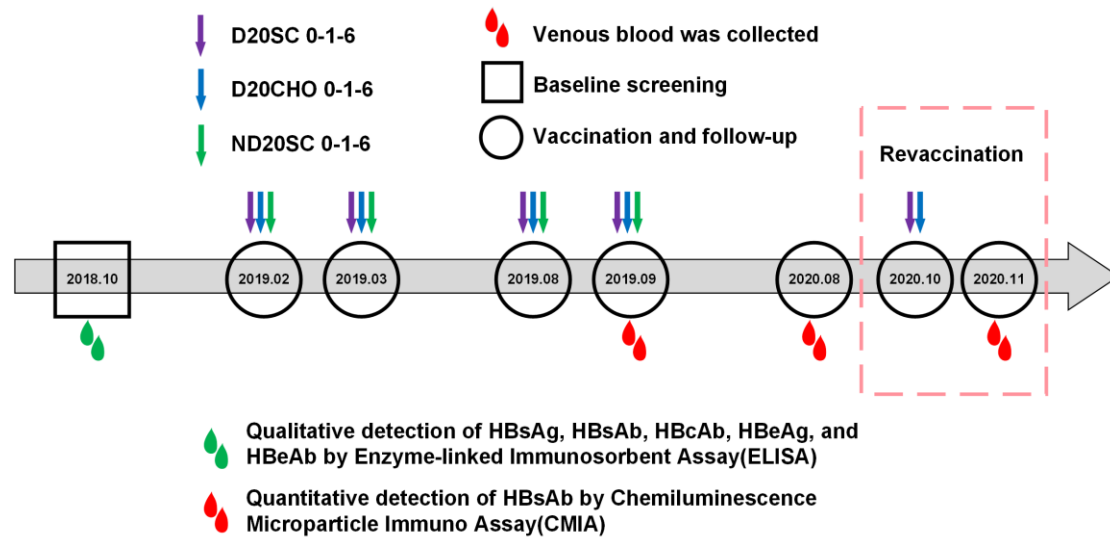 D20SC 0-1-6
D20CHO 0-1-6
ND20SC 0-1-6
Venous blood was collected
Baseline screening
Vaccination and follow-up
Revaccination
2018.10
2019.02
2019.03
2019.08
2019.09
2020.08
2020.10
2020.11
Qualitative detection of HBsAg, HBsAb, HBcAb, HBeAg, and
HBeAb by Enzyme-linked Immunosorbent Assay(ELISA)
Quantitative detection of HBsAb by Chemiluminescence
Microparticle Immuno Assay(CMIA)